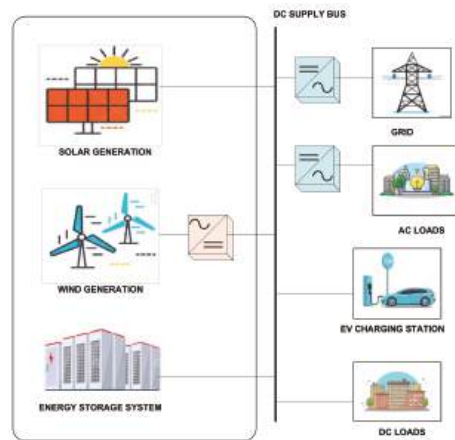 DC SUPPLY BUS
SOLAR GENERATION
GRID
AC LOADS
WIND GENERATION
EV CHARGING STATION
ENERGY STORAGE SYSTEM
DC LOADS